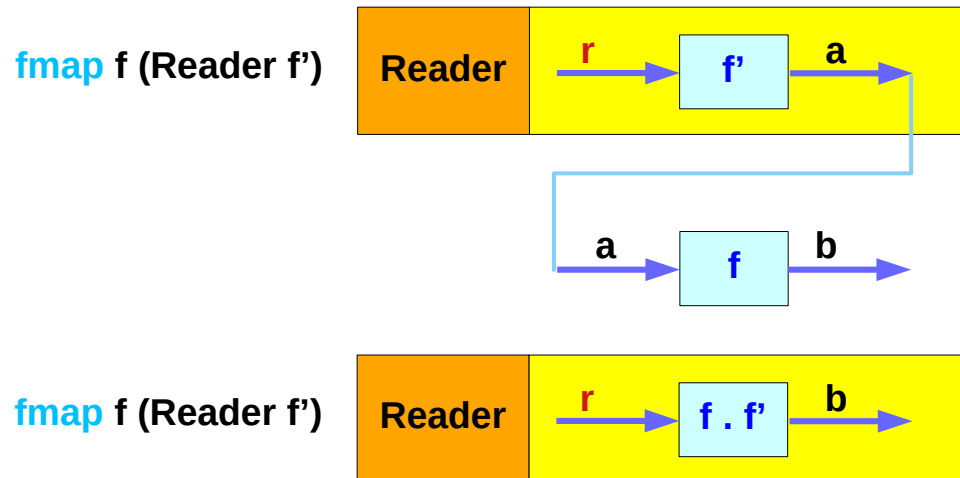 fmap f (Reader f’) Reader r f’ a
a f b
fmap f (Reader f’) Reader r f . f’ b